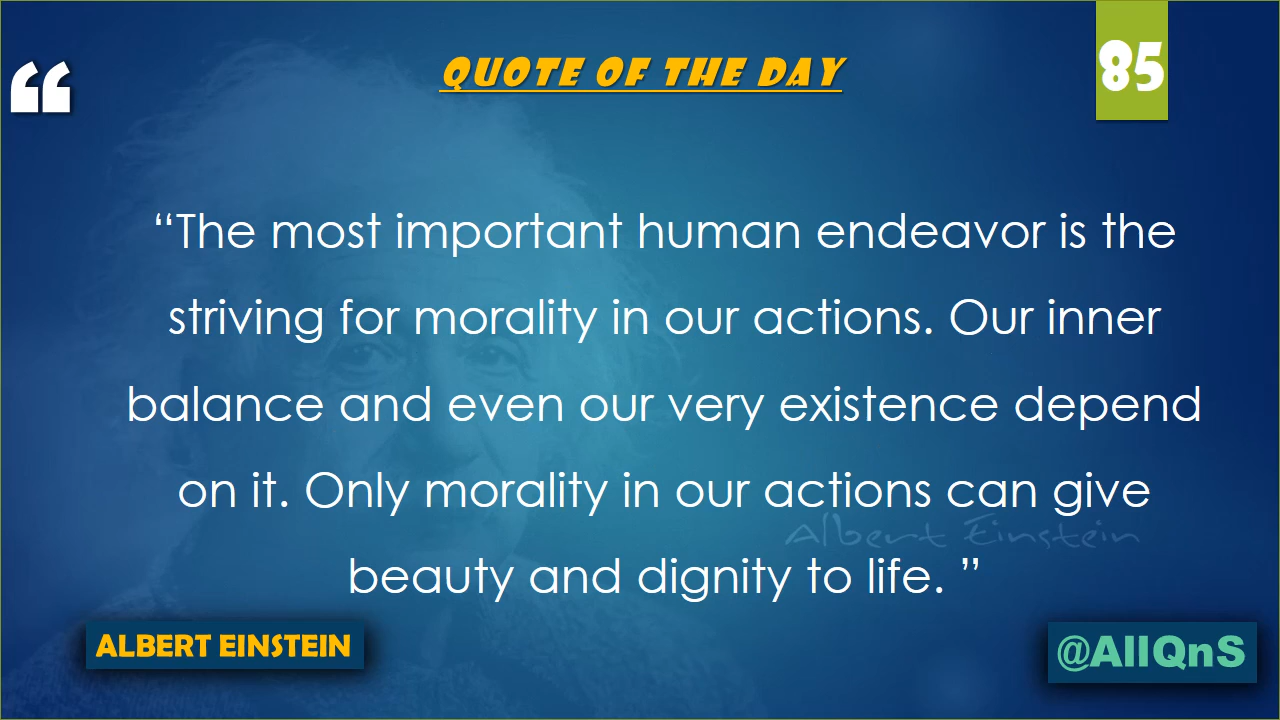 “
QUOTE OF THE DAY
85
“The most important human endeavor is the
striving for morality in our actions. Our inner
balance and even our very existence depend
on it. Only morality in our actions can give
Albert Einstein
beauty and dignity to life. ”
ALBERT EINSTEIN
@AllQnS